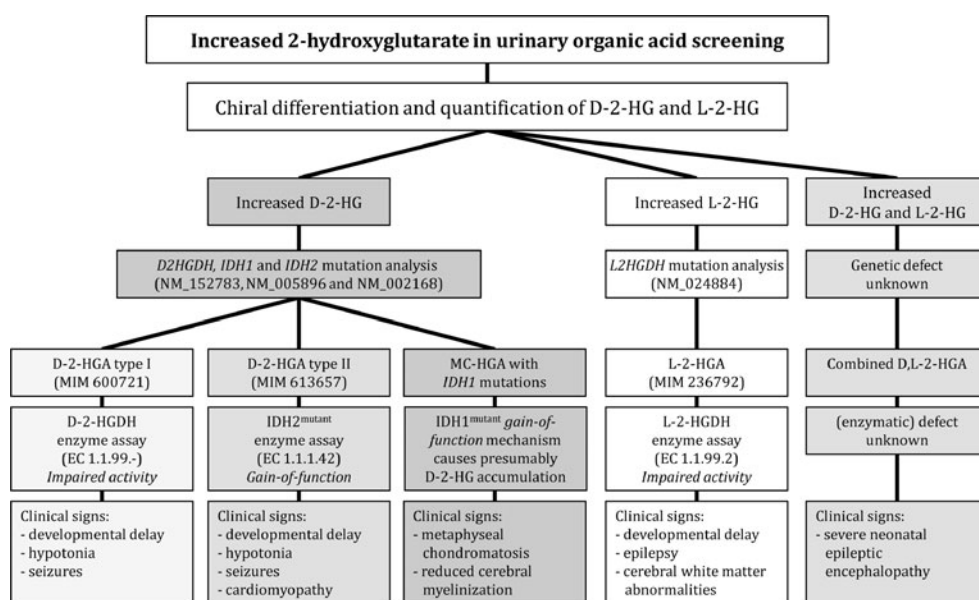 Increased 2-hydroxyglutarate in urinary organic acid screening
Chiral differentiation and quantification of D-2-HG and L-2-HG
Increased D-2-HG
Increased L-2-HG
Increased
D-2-HG and L-2-HG
D2HGDH, IDH1 and IDH2 mutation analysis
(NM_152783, NM_005896 and NM_002168)
L2HGDH mutation analysis
(NM_024884)
Genetic defect
unknown
D-2-HGA type I
(MIM 600721)
D-2-HGA type II
(MIM 613657)
MC-HGA with
IDH1 mutations
L-2-HGA
(MIM 236792)
Combined D,L-2-HGA
D-2-HGDH
enzyme assay
(EC 1.1.99.-)
Impaired activity
IDH2mutant
enzyme assay
(EC 1.1.1.42)
Gain-of-function
IDH1mutant gain-of-
function mechanism
causes presumably
D-2-HG accumulation
L-2-HGDH
enzyme assay
(EC 1.1.99.2)
Impaired activity
(enzymatic) defect
unknown
Clinical signs:
- developmental delay
- hypotonia
- seizures
Clinical signs:
- developmental delay
- hypotonia
- seizures
- cardiomyopathy
Clinical signs:
- metaphyseal
chondromatosis
- reduced cerebral
myelinization
Clinical signs:
- developmental delay
- epilepsy
- cerebral white matter
abnormalities
Clinical signs:
- severe neonatal
epileptic
encephalopathy